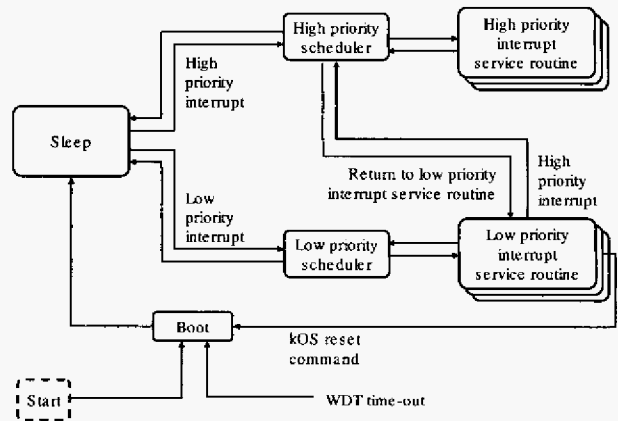 High priority
scheduler
High priority
interrupt
service routine
High
priority
interrupt
Sleep
Return to low priority
interrupt service routine
High
priority
interrupt
Low
priority
interrupt
Low priority
scheduler
Low priority
interrupt
service routine
Boot
kOS reset
command
Start
WDT time-out